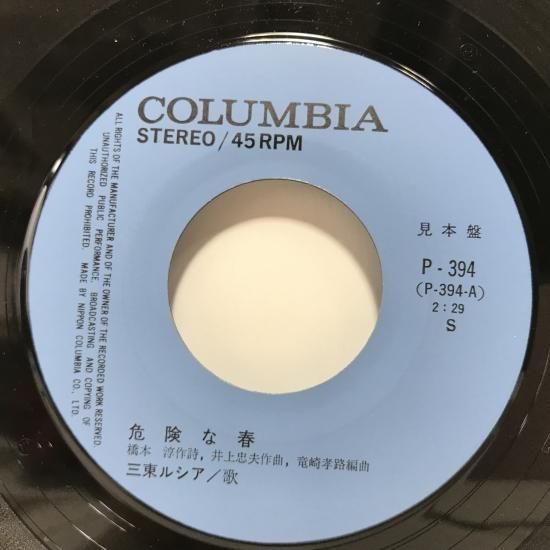 COLUMBIA
STEREO/45RPM
ALL RIGHTS OF THE MANUFACTURER AND OF THE OWNER OF THE RECORDED WORK RESERVED.
UNAUTHORIZED PUBLIC PERFORMANCE, BROADCASTING AND COPYING OF
THIS RECORD PROHIBITED. MADE BY NIPPON COLUMBIA CO., LTD.
見本盤
P-394
(P-394-A)
2:29
S
危険な春
橋本 淳作詩, 井上忠夫作曲, 竜崎孝路編曲
三東ルシア/歌